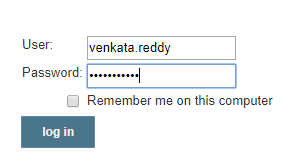 User: venkata.reddy
Password: •••••••••••
Remember me on this computer
log in